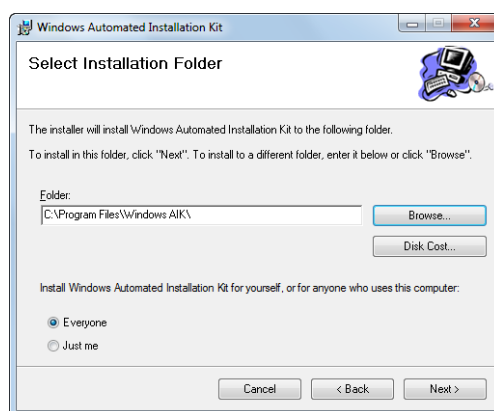 Windows Automated Installation Kit
Select Installation Folder
The installer will install Windows Automated Installation Kit to the following folder.
To install in this folder, click "Next". To install to a different folder, enter it below or click "Browse".
Folder:
C:\Program Files\Windows AIK\
Browse...
Disk Cost...
Install Windows Automated Installation Kit for yourself, or for anyone who uses this computer:
Everyone
Just me
Cancel
< Back
Next >